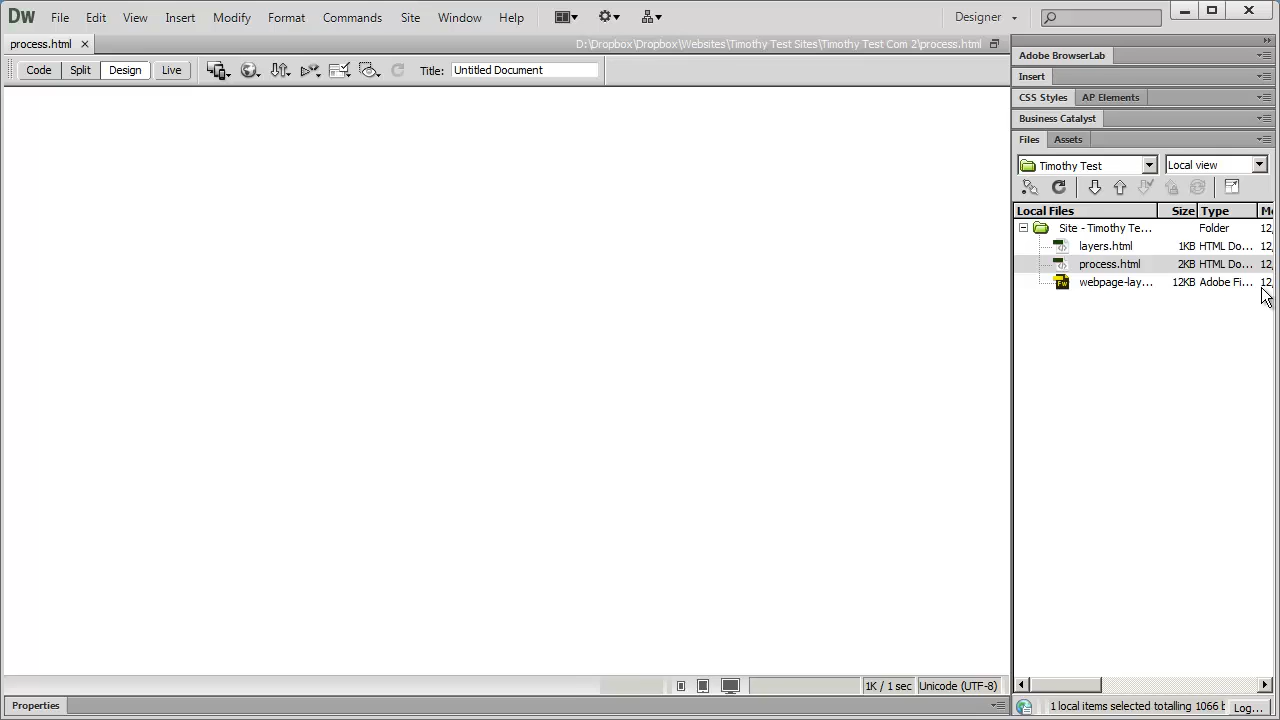 Dw File Edit View Insert Modify Format Commands Site Window Help Designer
process.html D:\Dropbox\Dropbox\Websites\Timothy Test Sites\Timothy Test Com 2\process.html
Code Split Design Live Title: Untitled Document
Adobe BrowserLab
Insert
CSS Styles AP Elements
Business Catalyst
Files Assets
Timothy Test Local view
Local Files Size Type
Site - Timothy Te... Folder 12,
layers.html 1KB HTML Do... 12,
process.html 2KB HTML Do... 12,
webpage-lay... 12KB Adobe Fi... 12,
1K / 1 sec Unicode (UTF-8)
Properties 1 local items selected totalling 1066 Log...